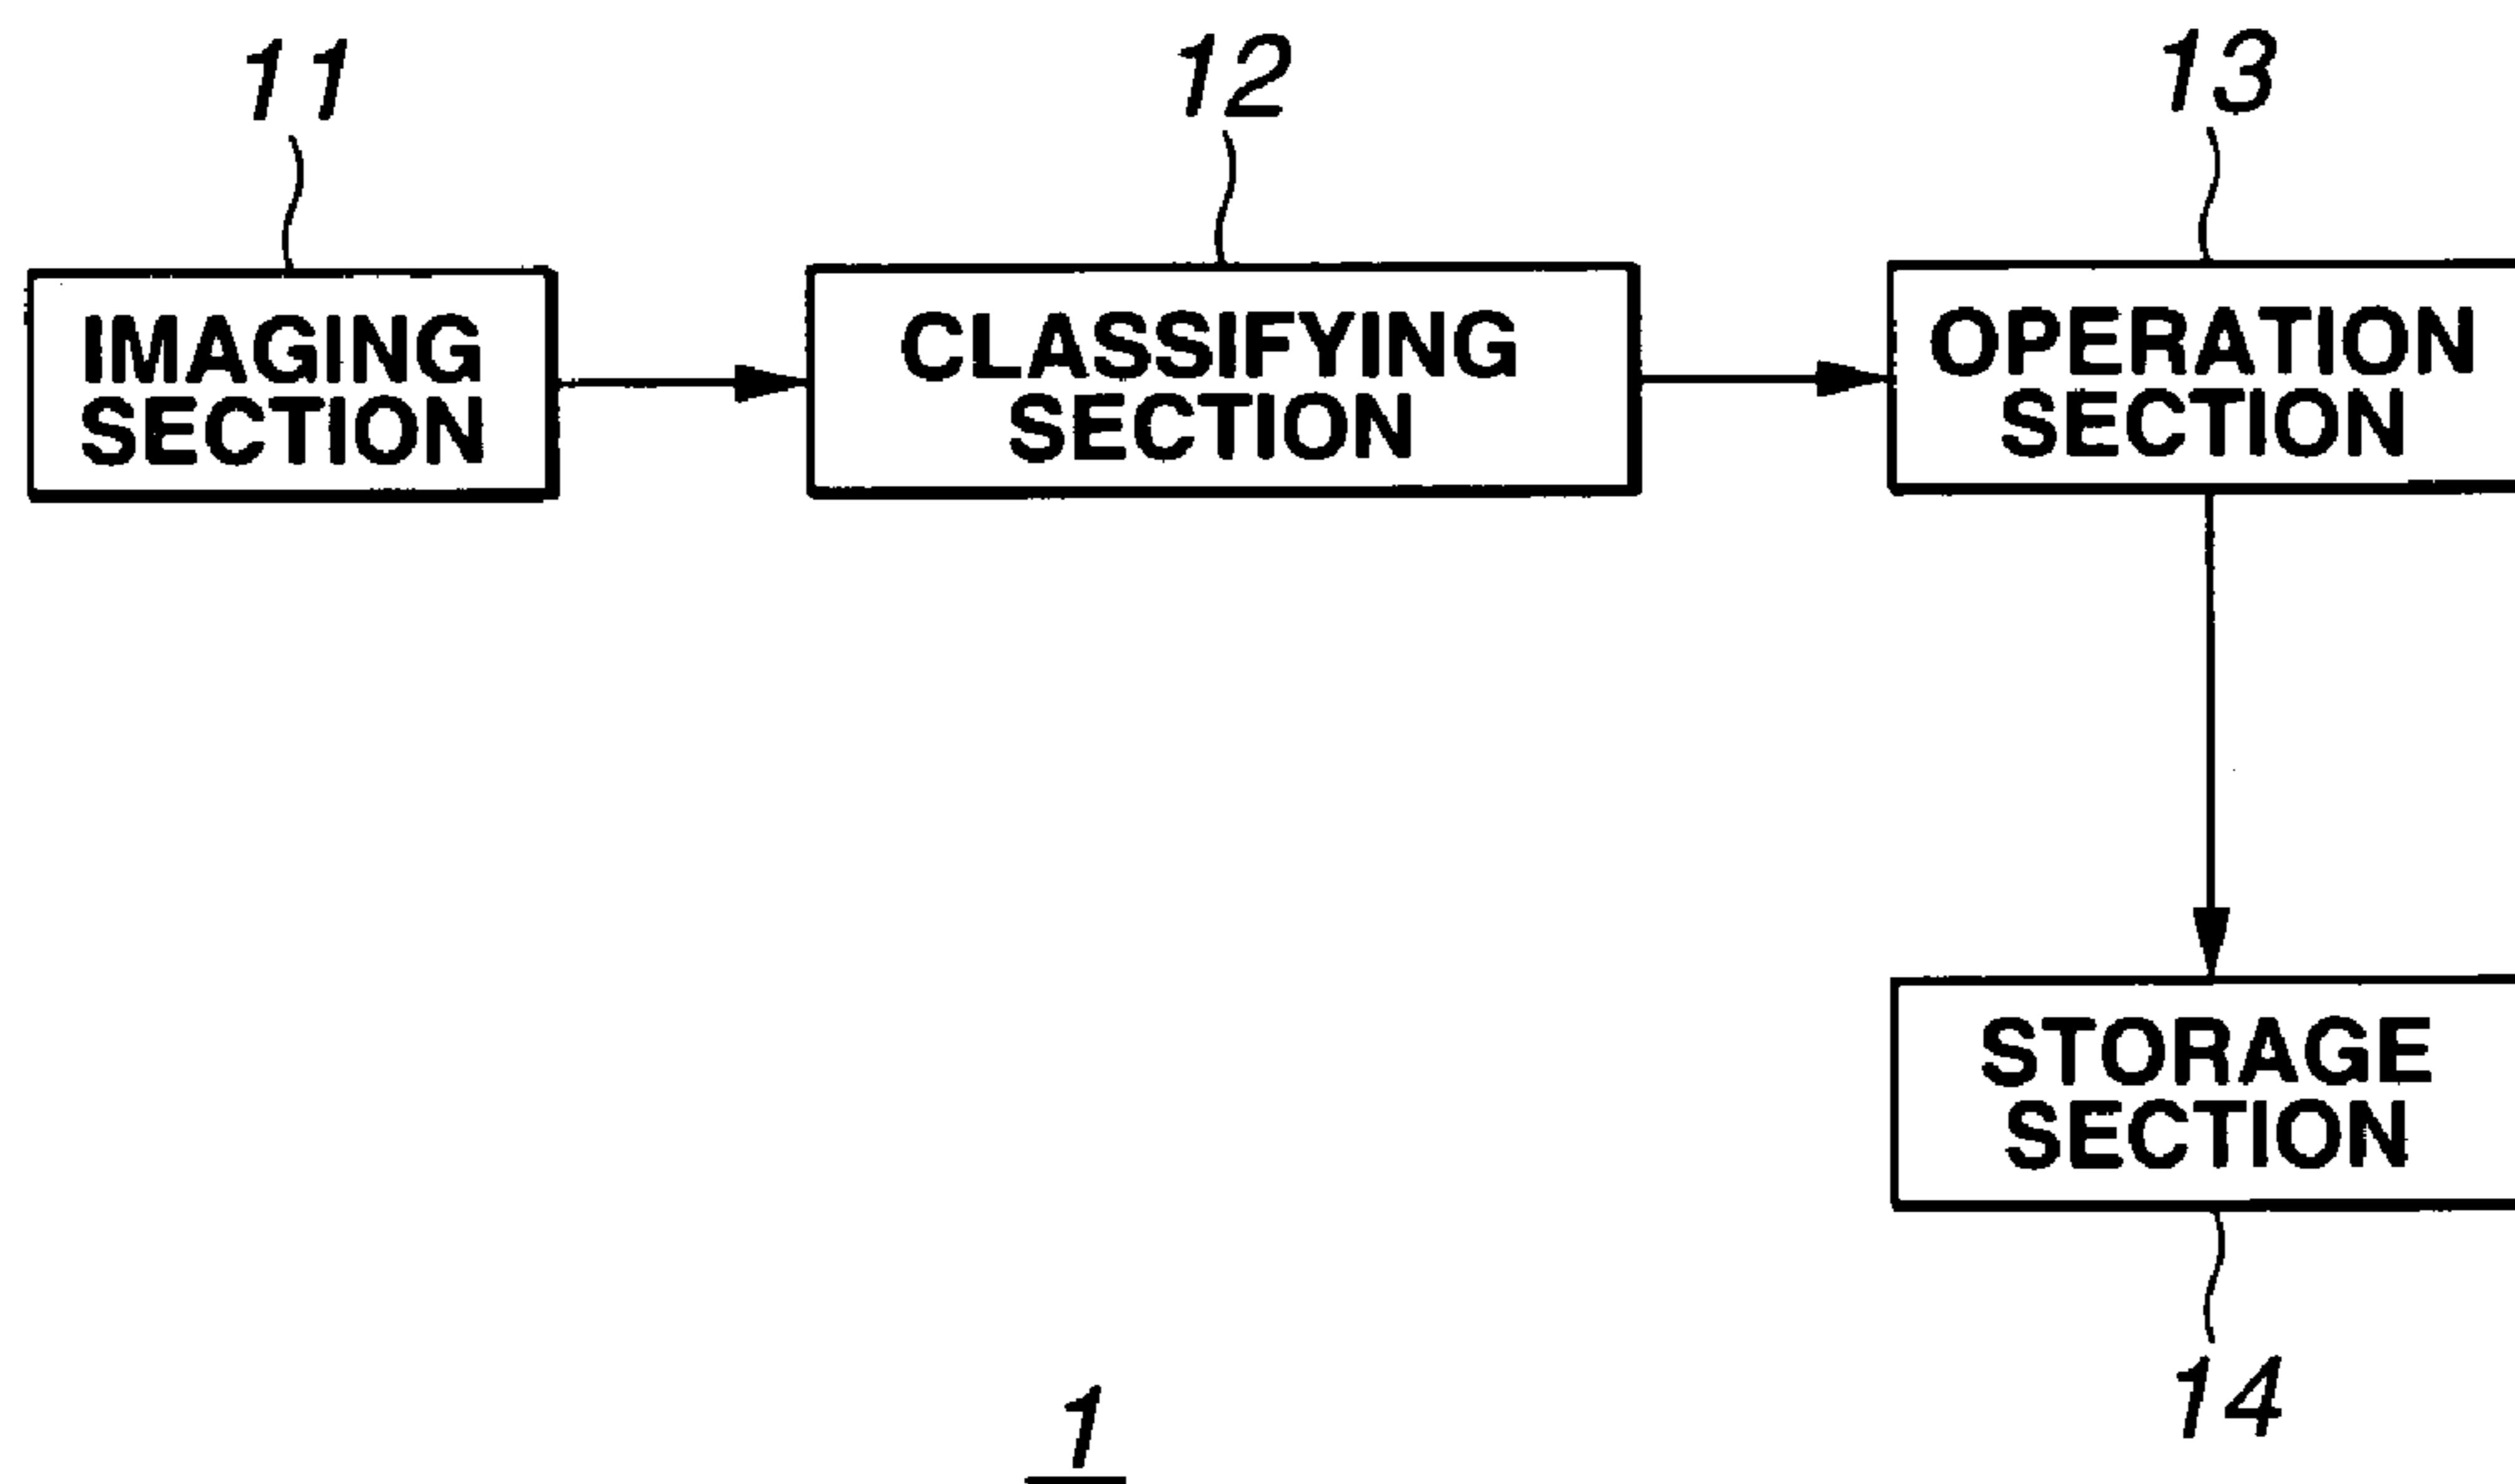 11
12
13
IMAGING
SECTION
CLASSIFYING
SECTION
OPERATION
SECTION
STORAGE
SECTION
14
1